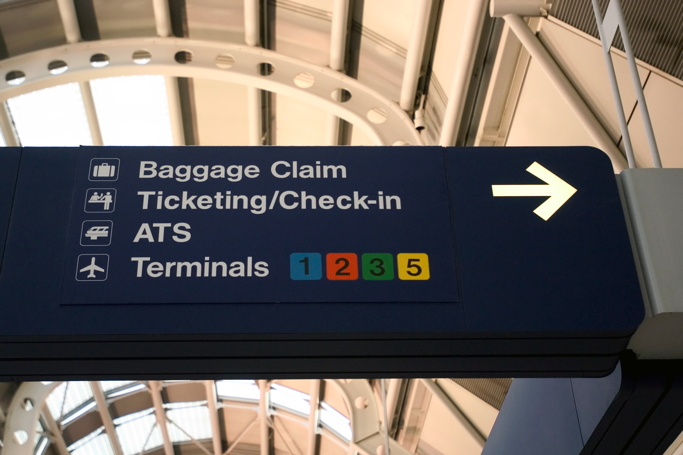 Baggage Claim
Ticketing/Check-in
ATS
Terminals 1 2 3 5